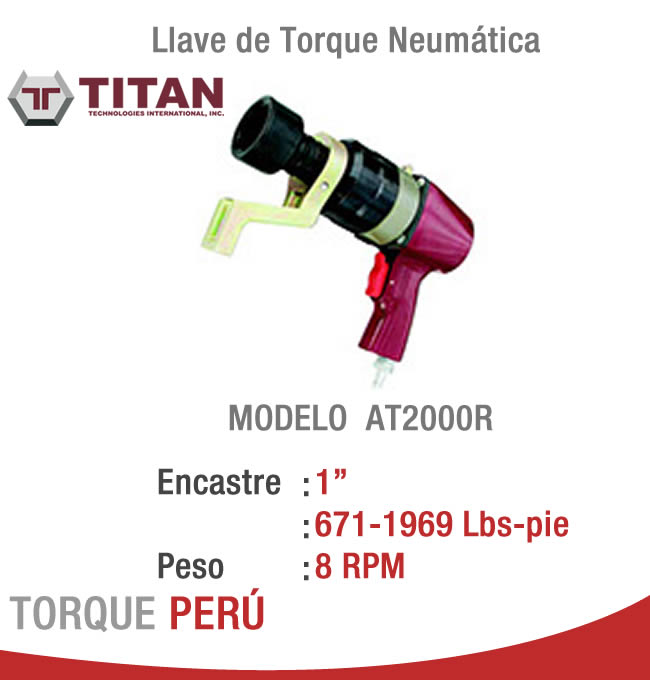 Llave de Torque Neumática
TITAN
TECHNOLOGIES INTERNATIONAL, INC.
MODELO AT2000R
Encastre : 1”
: 671-1969 Lbs-pie
Peso : 8 RPM
TORQUE PERÚ